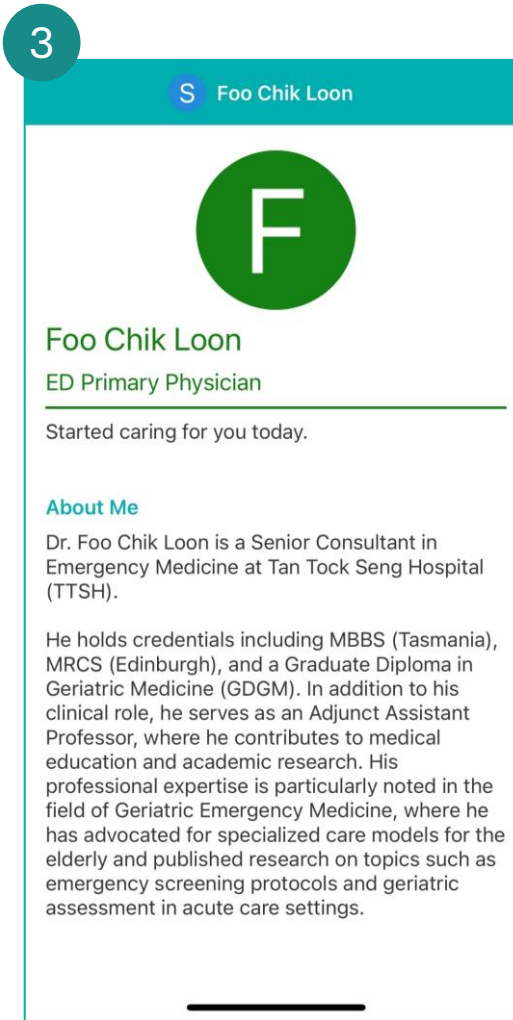 3
S Foo Chik Loon
F
Foo Chik Loon
ED Primary Physician
Started caring for you today.
About Me
Dr. Foo Chik Loon is a Senior Consultant in
Emergency Medicine at Tan Tock Seng Hospital
(TTSH).
He holds credentials including MBBS (Tasmania),
MRCS (Edinburgh), and a Graduate Diploma in
Geriatric Medicine (GDGM). In addition to his
clinical role, he serves as an Adjunct Assistant
Professor, where he contributes to medical
education and academic research. His
professional expertise is particularly noted in the
field of Geriatric Emergency Medicine, where he
has advocated for specialized care models for the
elderly and published research on topics such as
emergency screening protocols and geriatric
assessment in acute care settings.